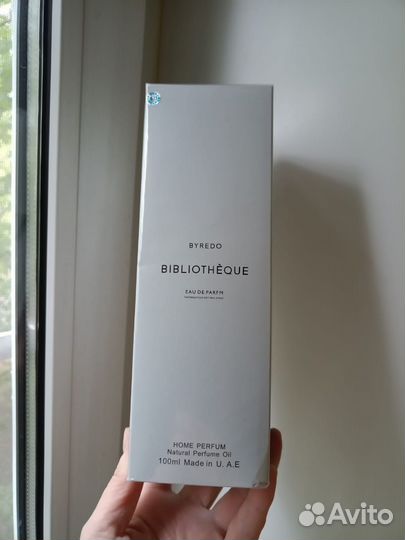 BYREDO
BIBLIOTHÈQUE
EAU DE PARFM
HOME PERFUM
Natural Perfume Oil
100ml Made in U. A.E
Avito